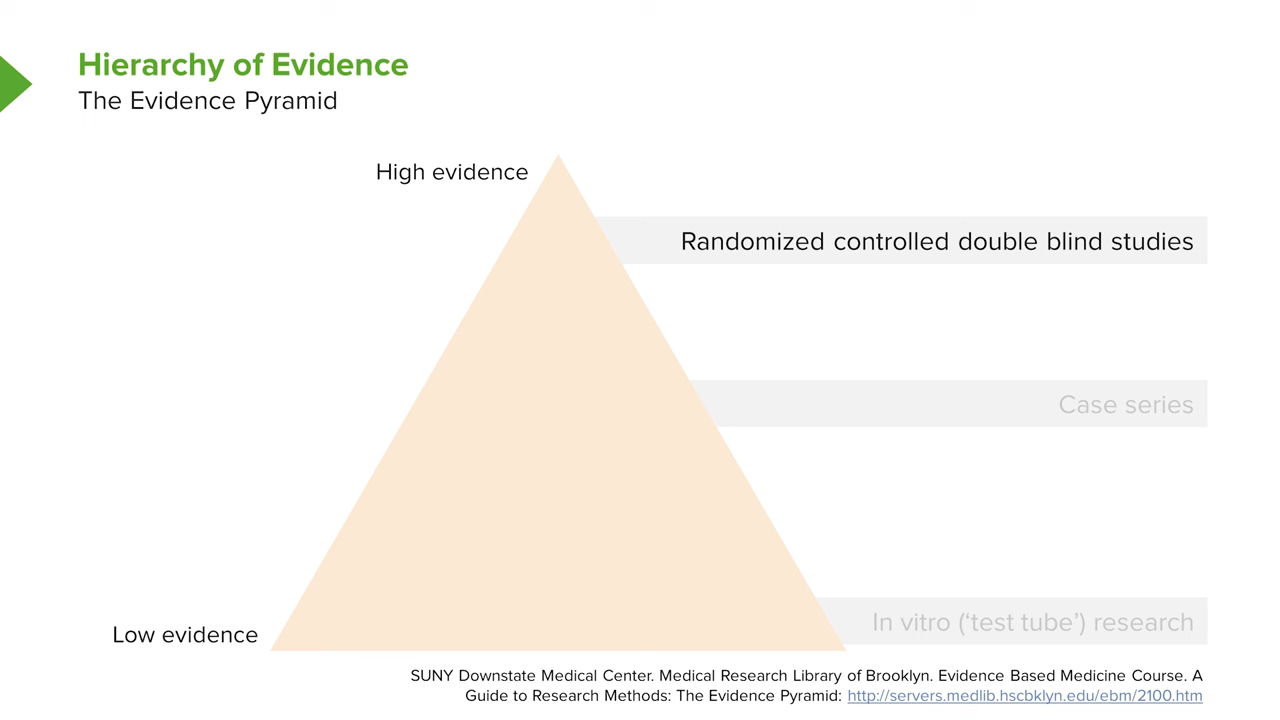 Hierarchy of Evidence
The Evidence Pyramid
High evidence
Randomized controlled double blind studies
Case series
In vitro (‘test tube’) research
Low evidence
SUNY Downstate Medical Center. Medical Research Library of Brooklyn. Evidence Based Medicine Course. A
Guide to Research Methods: The Evidence Pyramid: http://servers.medlib.hscbklyn.edu/ebm/2100.htm